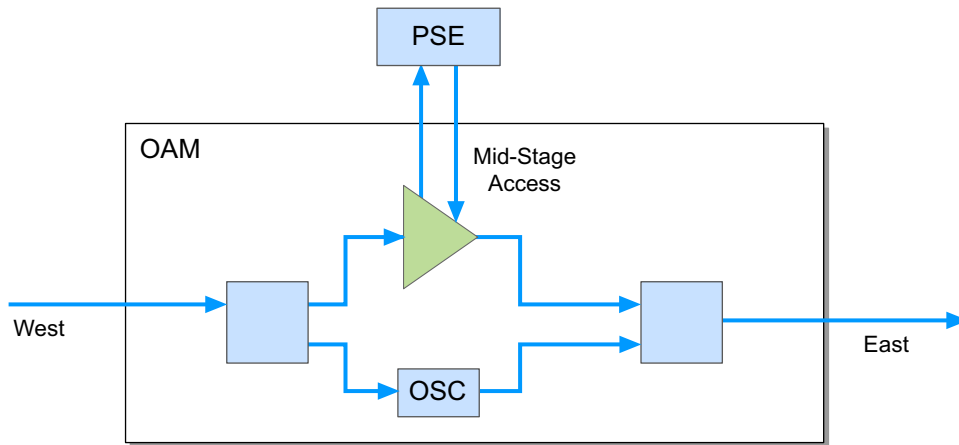 PSE
OAM
Mid-Stage
Access
West
East
OSC